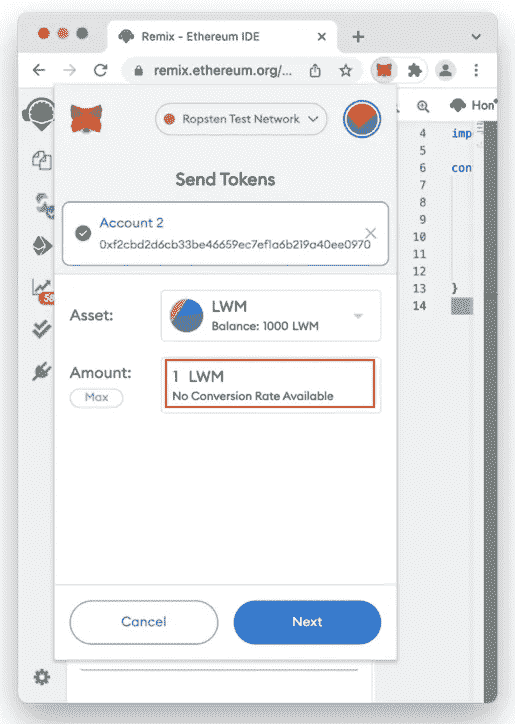 Remix - Ethereum IDE
remix.ethereum.org/...
Ropsten Test Network
Hon
Send Tokens
Account 2
0xf2cbd2d6cb33be46659ec7ef1a6b219a40ee0970
Asset:
LWM
Balance: 1000 LWM
Amount:
Max
1 LWM
No Conversion Rate Available
Cancel
Next
4 imp
5
6 con
7
8
9
10
11
12
13 }
14